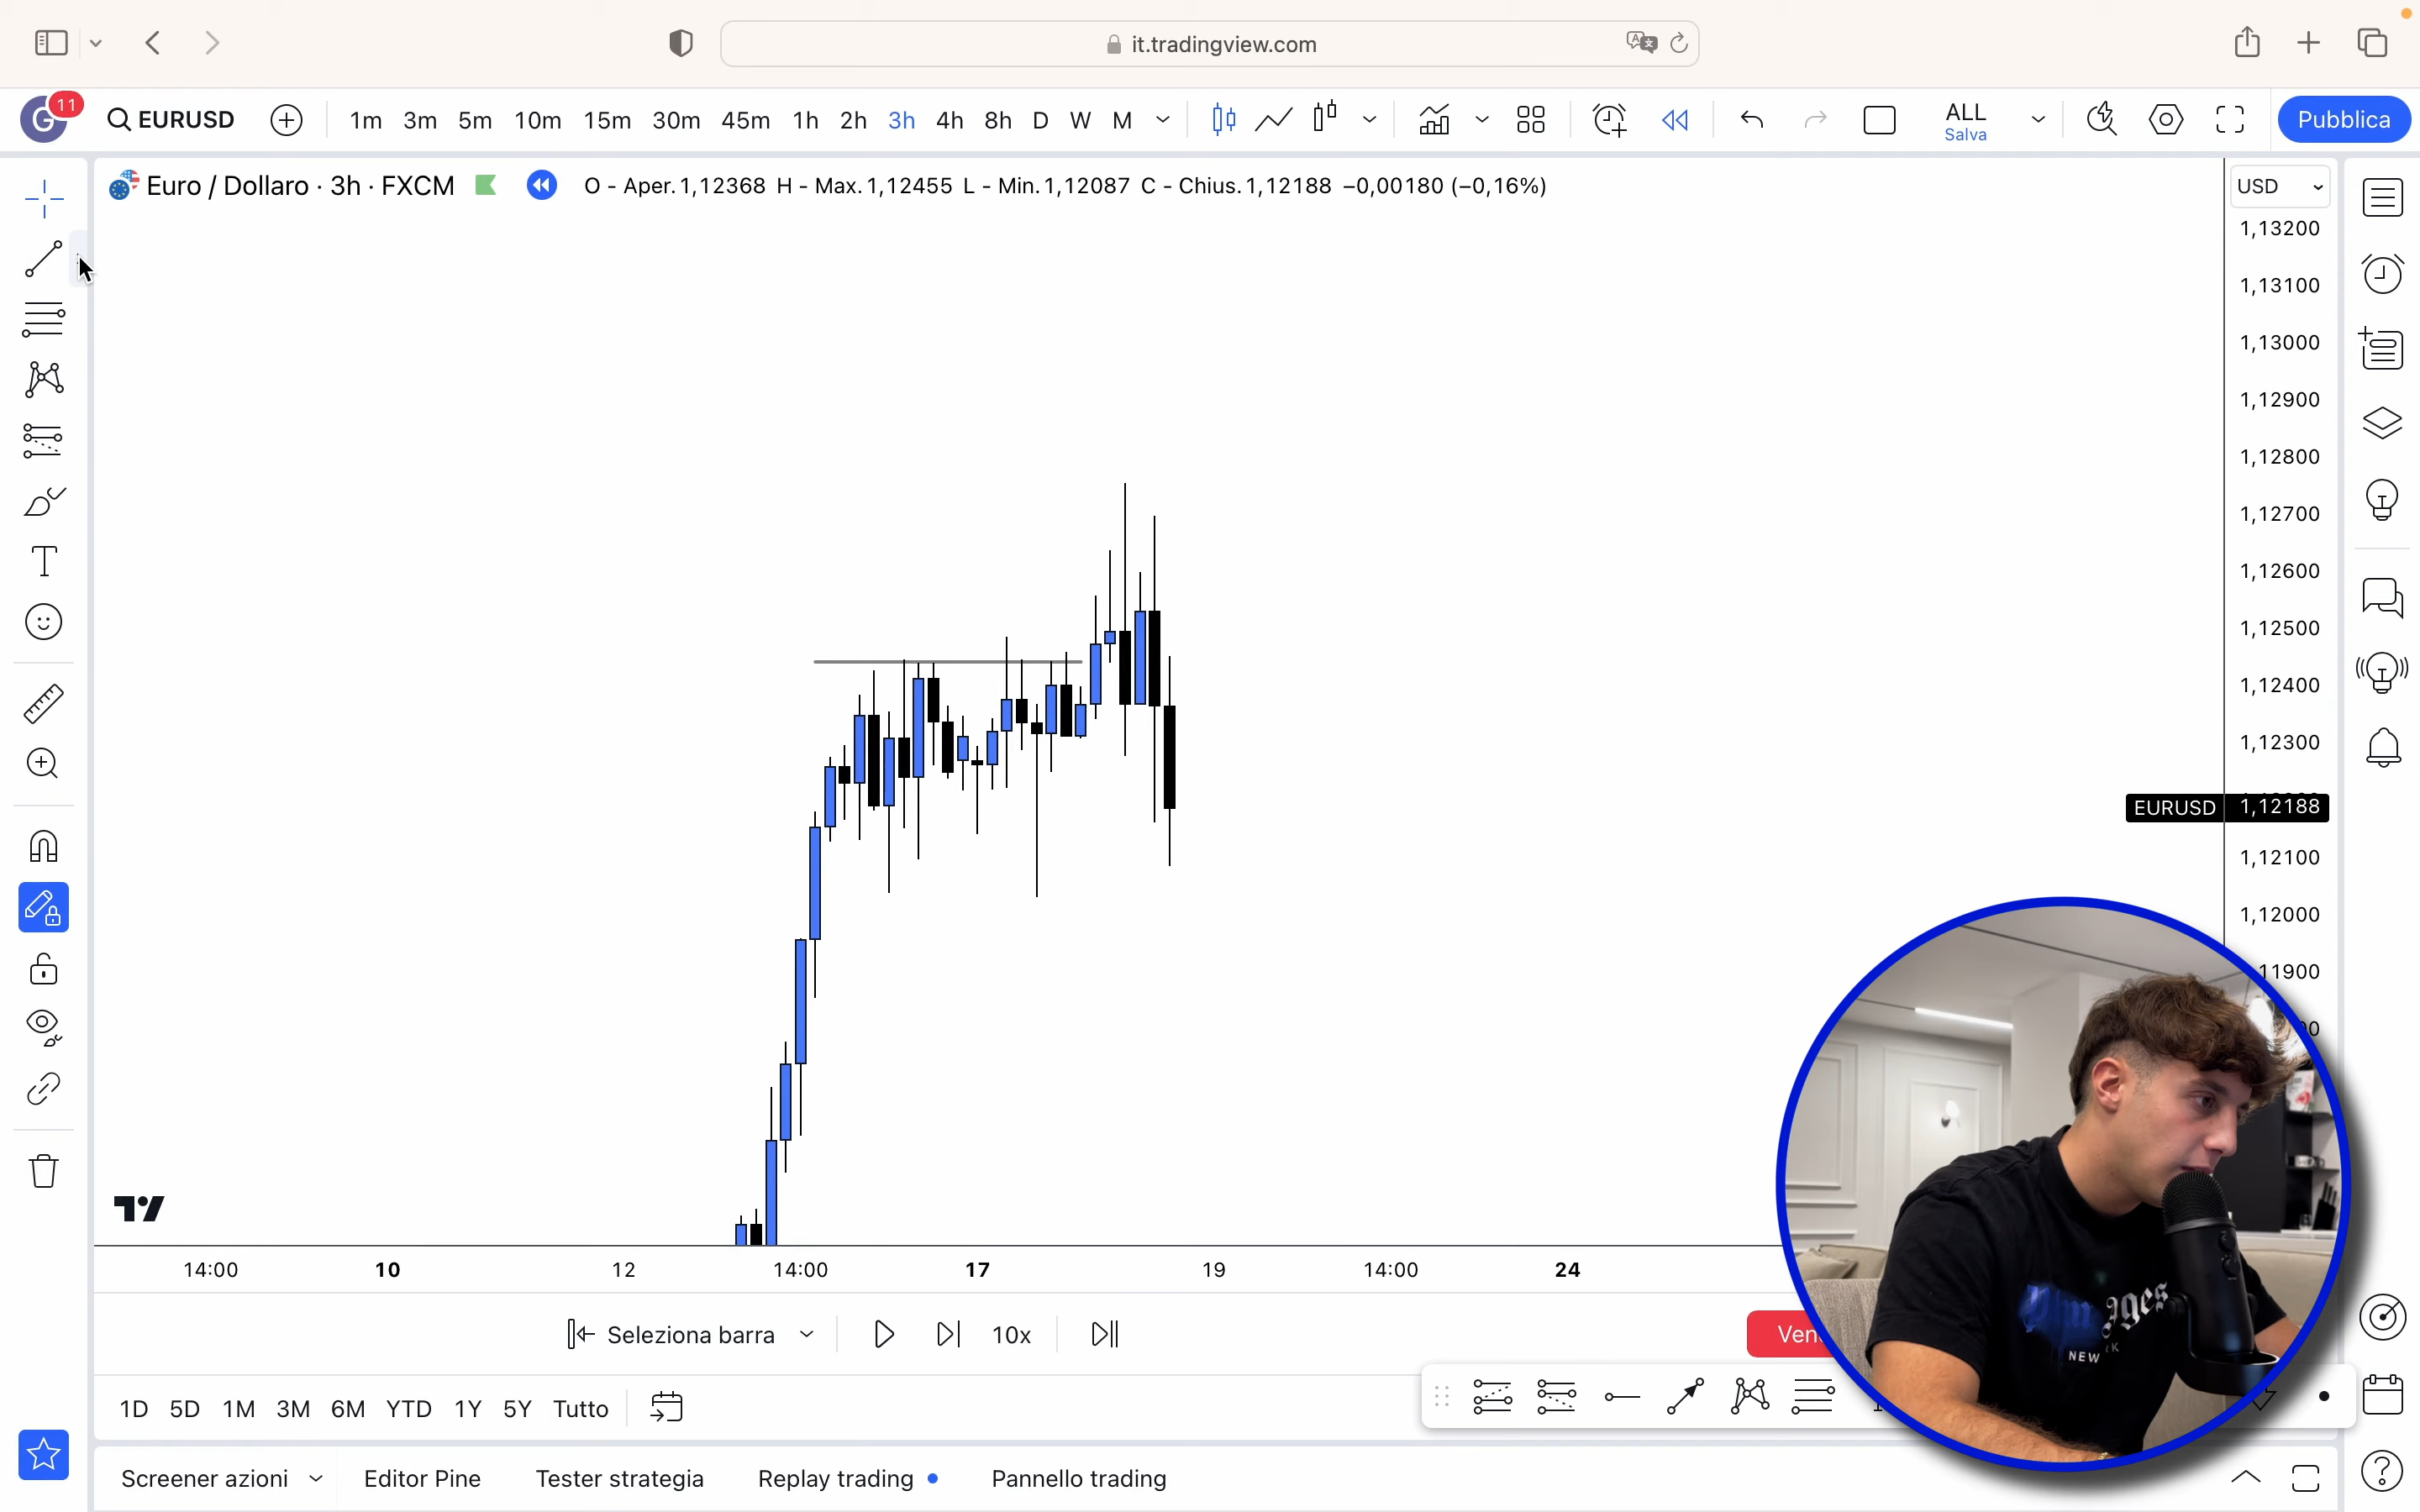 it.tradingview.com
G 11 EURUSD 1m 3m 5m 10m 15m 30m 45m 1h 2h 3h 4h 8h D W M ALL Salva Pubblica
Euro / Dollaro · 3h · FXCM O - Aper. 1,12368 H - Max. 1,12455 L - Min. 1,12087 C - Chius. 1,12188 −0,00180 (−0,16%) USD
1,13200
1,13100
1,13000
1,12900
1,12800
1,12700
1,12600
1,12500
1,12400
1,12300
EURUSD 1,12188
1,12100
1,12000
11900
14:00 10 12 14:00 17 19 14:00 24
Seleziona barra 10x Ven
1D 5D 1M 3M 6M YTD 1Y 5Y Tutto
NEW
Screener azioni Editor Pine Tester strategia Replay trading Pannello trading